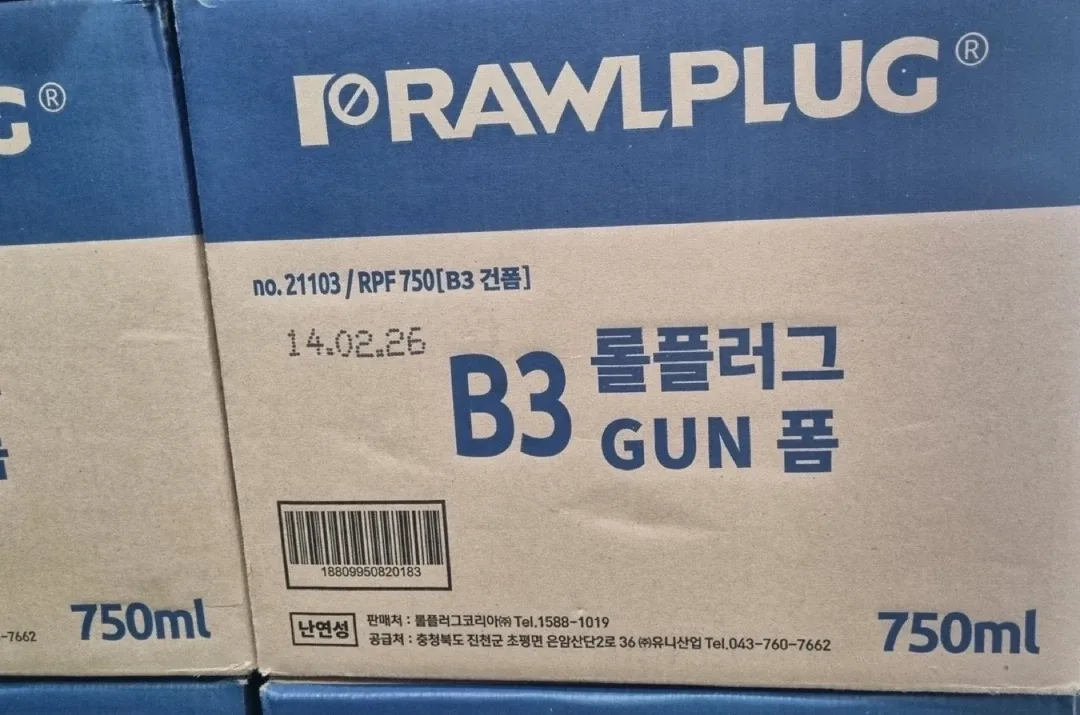 G®
RAWLPLUG®
no. 21103 / RPF 750[B3 건폼]
14.02.26
B3 롤플러그
GUN 폼
18809950820183
난연성
판매처 : 롤플러그코리아㈜ Tel.1588-1019
공급처 : 충청북도 진천군 초평면 은암산단2로 36 ㈜유니산업 Tel.043-760-7662
750ml
-7662
750ml